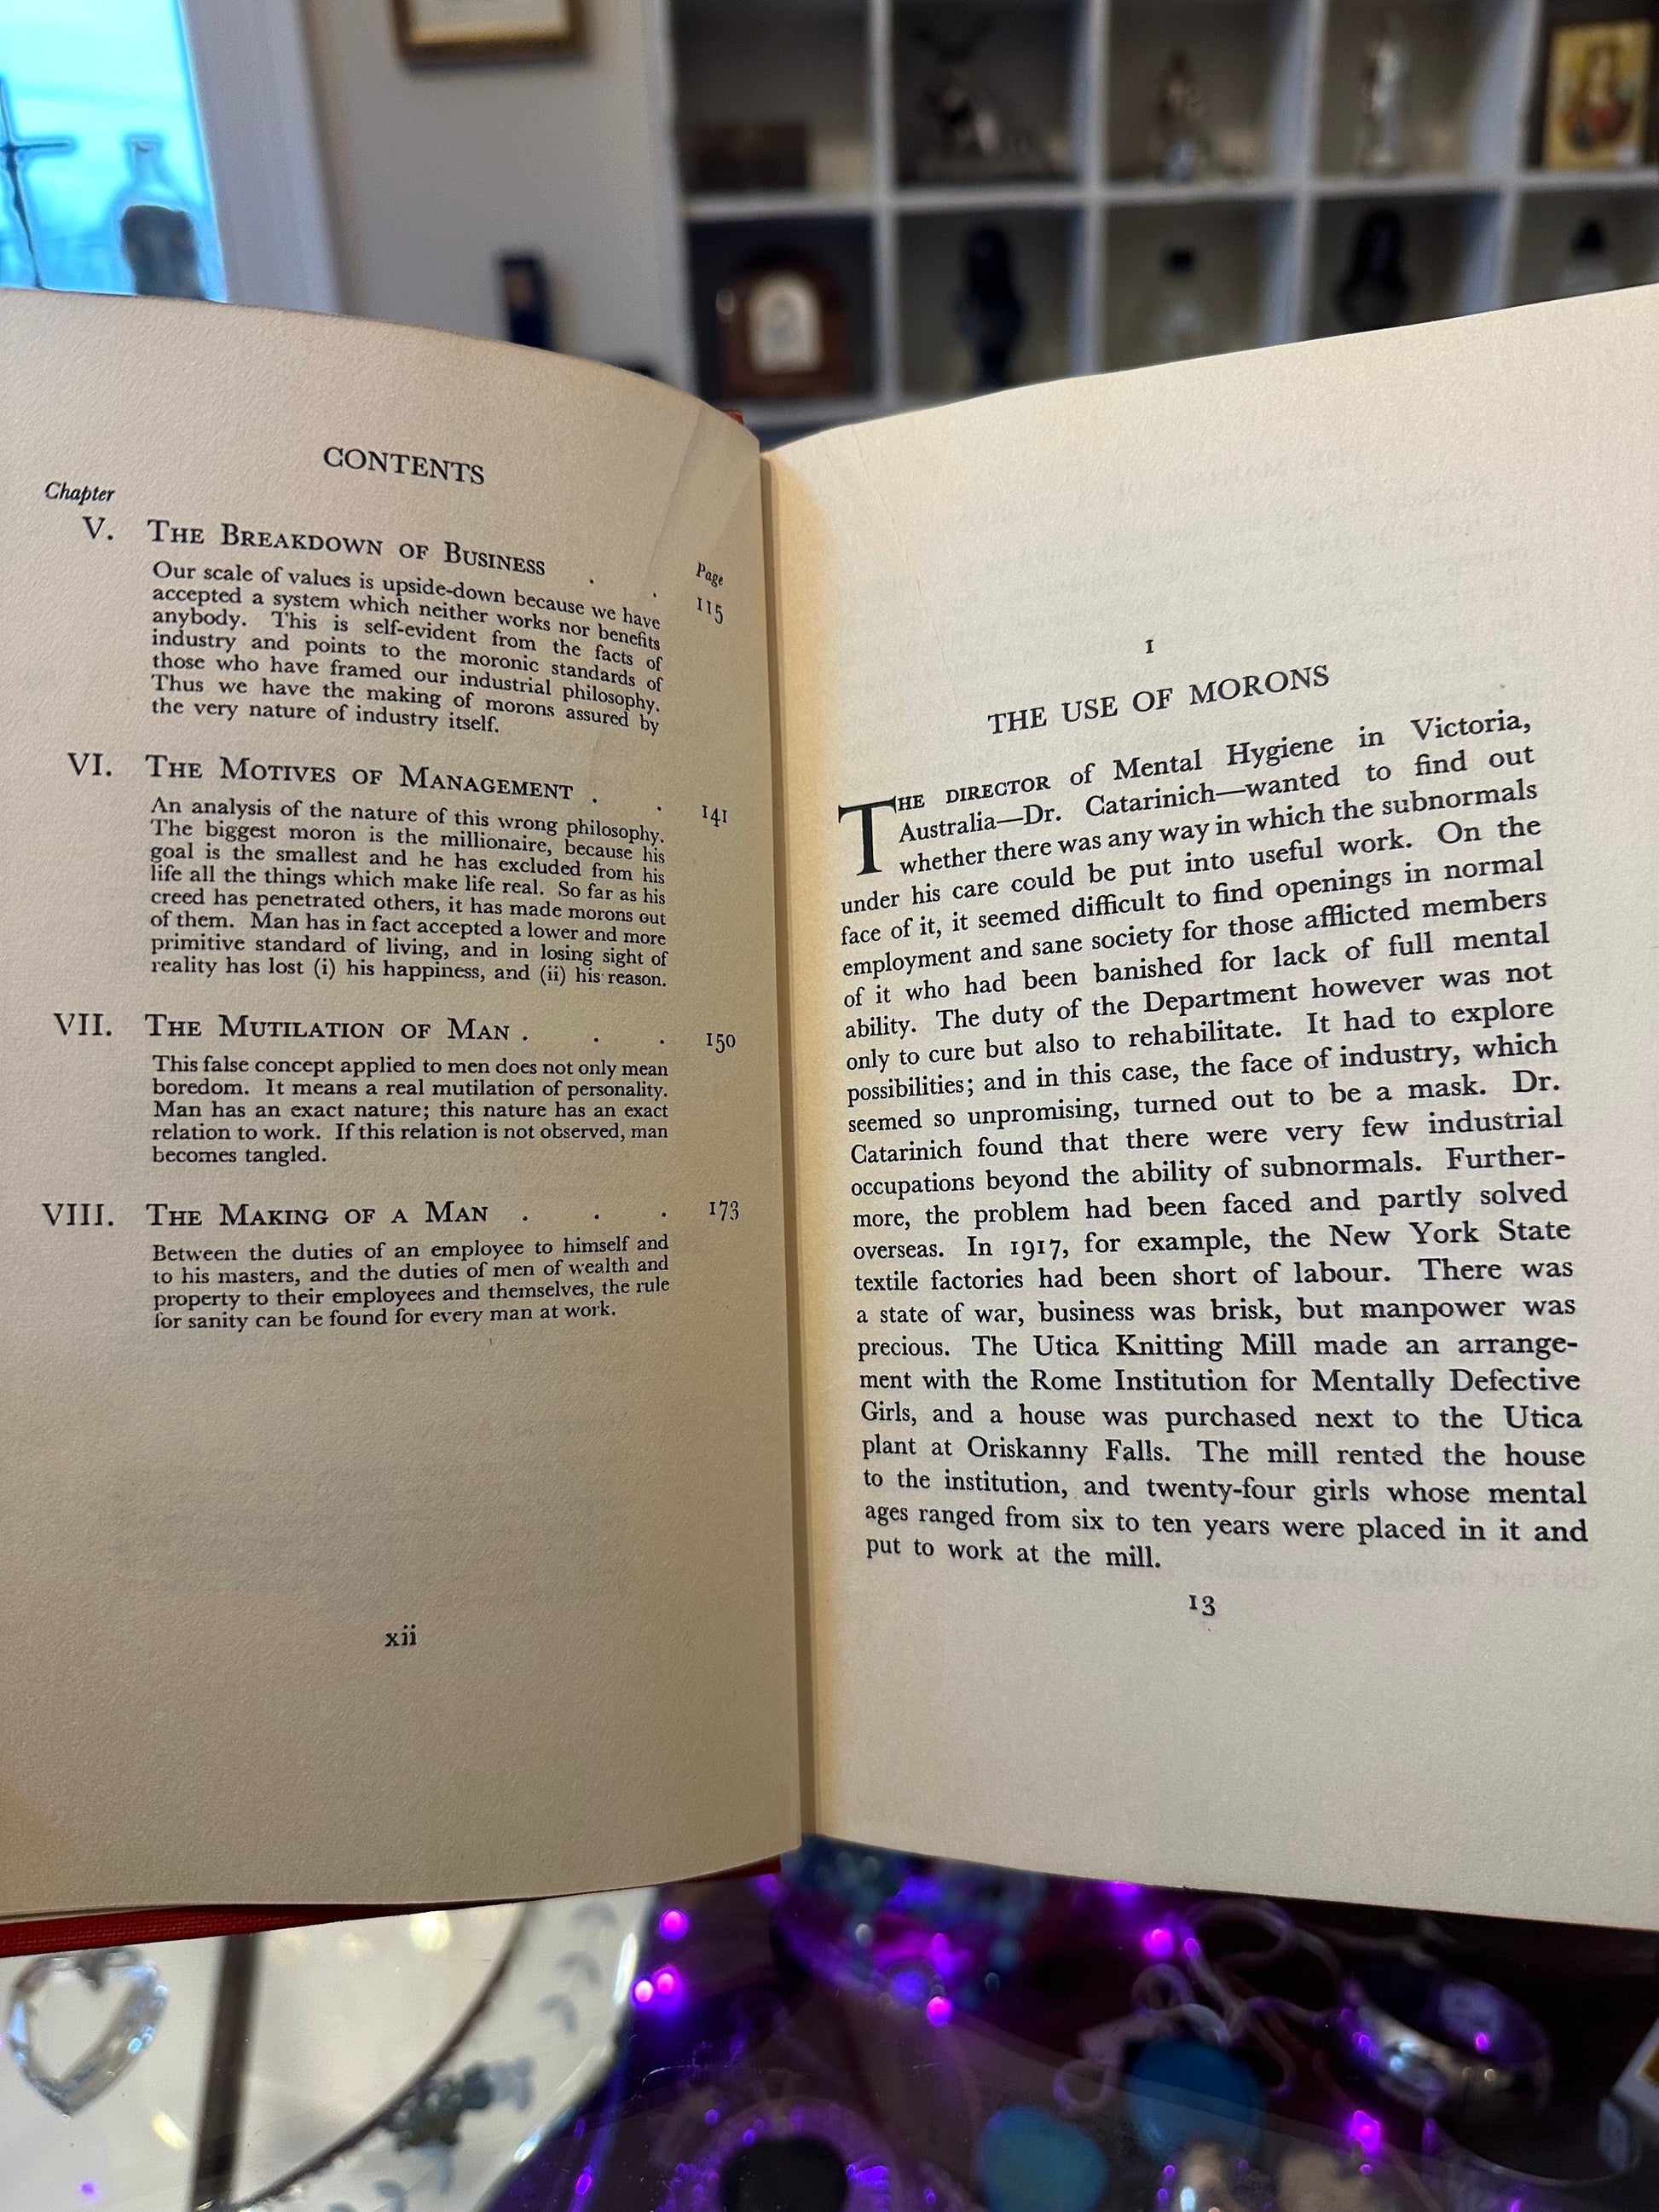 CONTENTS
Chapter
Page
V. THE BREAKDOWN OF BUSINESS . . 115
Our scale of values is upside-down because we have
accepted a system which neither works nor benefits
anybody. This is self-evident from the facts of
industry and points to the moronic standards of
those who have framed our industrial philosophy.
Thus we have the making of morons assured by
the very nature of industry itself.
VI. THE MOTIVES OF MANAGEMENT . . 141
An analysis of the nature of this wrong philosophy.
The biggest moron is the millionaire, because his
goal is the smallest and he has excluded from his
life all the things which make life real. So far as his
creed has penetrated others, it has made morons out
of them. Man has in fact accepted a lower and more
primitive standard of living, and in losing sight of
reality has lost (i) his happiness, and (ii) his reason.
VII. THE MUTILATION OF MAN . . . 150
This false concept applied to men does not only mean
boredom. It means a real mutilation of personality.
Man has an exact nature; this nature has an exact
relation to work. If this relation is not observed, man
becomes tangled.
VIII. THE MAKING OF A MAN . . . 173
Between the duties of an employee to himself and
to his masters, and the duties of men of wealth and
property to their employees and themselves, the rule
for sanity can be found for every man at work.
xii
I
THE USE OF MORONS
THE DIRECTOR of Mental Hygiene in Victoria,
Australia—Dr. Catarinich—wanted to find out
whether there was any way in which the subnormals
under his care could be put into useful work. On the
face of it, it seemed difficult to find openings in normal
employment and sane society for those afflicted members
of it who had been banished for lack of full mental
ability. The duty of the Department however was not
only to cure but also to rehabilitate. It had to explore
possibilities; and in this case, the face of industry, which
seemed so unpromising, turned out to be a mask. Dr.
Catarinich found that there were very few industrial
occupations beyond the ability of subnormals. Further-
more, the problem had been faced and partly solved
overseas. In 1917, for example, the New York State
textile factories had been short of labour. There was
a state of war, business was brisk, but manpower was
precious. The Utica Knitting Mill made an arrange-
ment with the Rome Institution for Mentally Defective
Girls, and a house was purchased next to the Utica
plant at Oriskanny Falls. The mill rented the house
to the institution, and twenty-four girls whose mental
ages ranged from six to ten years were placed in it and
put to work at the mill.
13